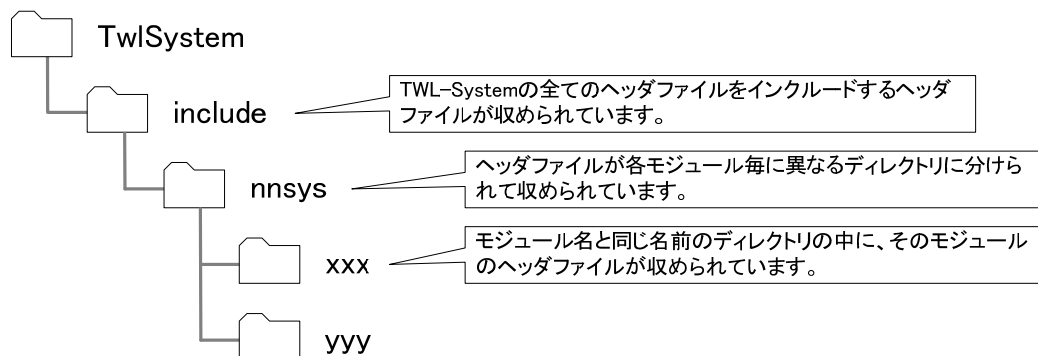 TwlSystem
include
TWL-Systemの全てのヘッダファイルをインクルードするヘッダ
ファイルが収められています。
nnsys
ヘッダファイルが各モジュール毎に異なるディレクトリに分けら
れて収められています。
xxx
モジュール名と同じ名前のディレクトリの中に、そのモジュール
のヘッダファイルが収められています。
yyy